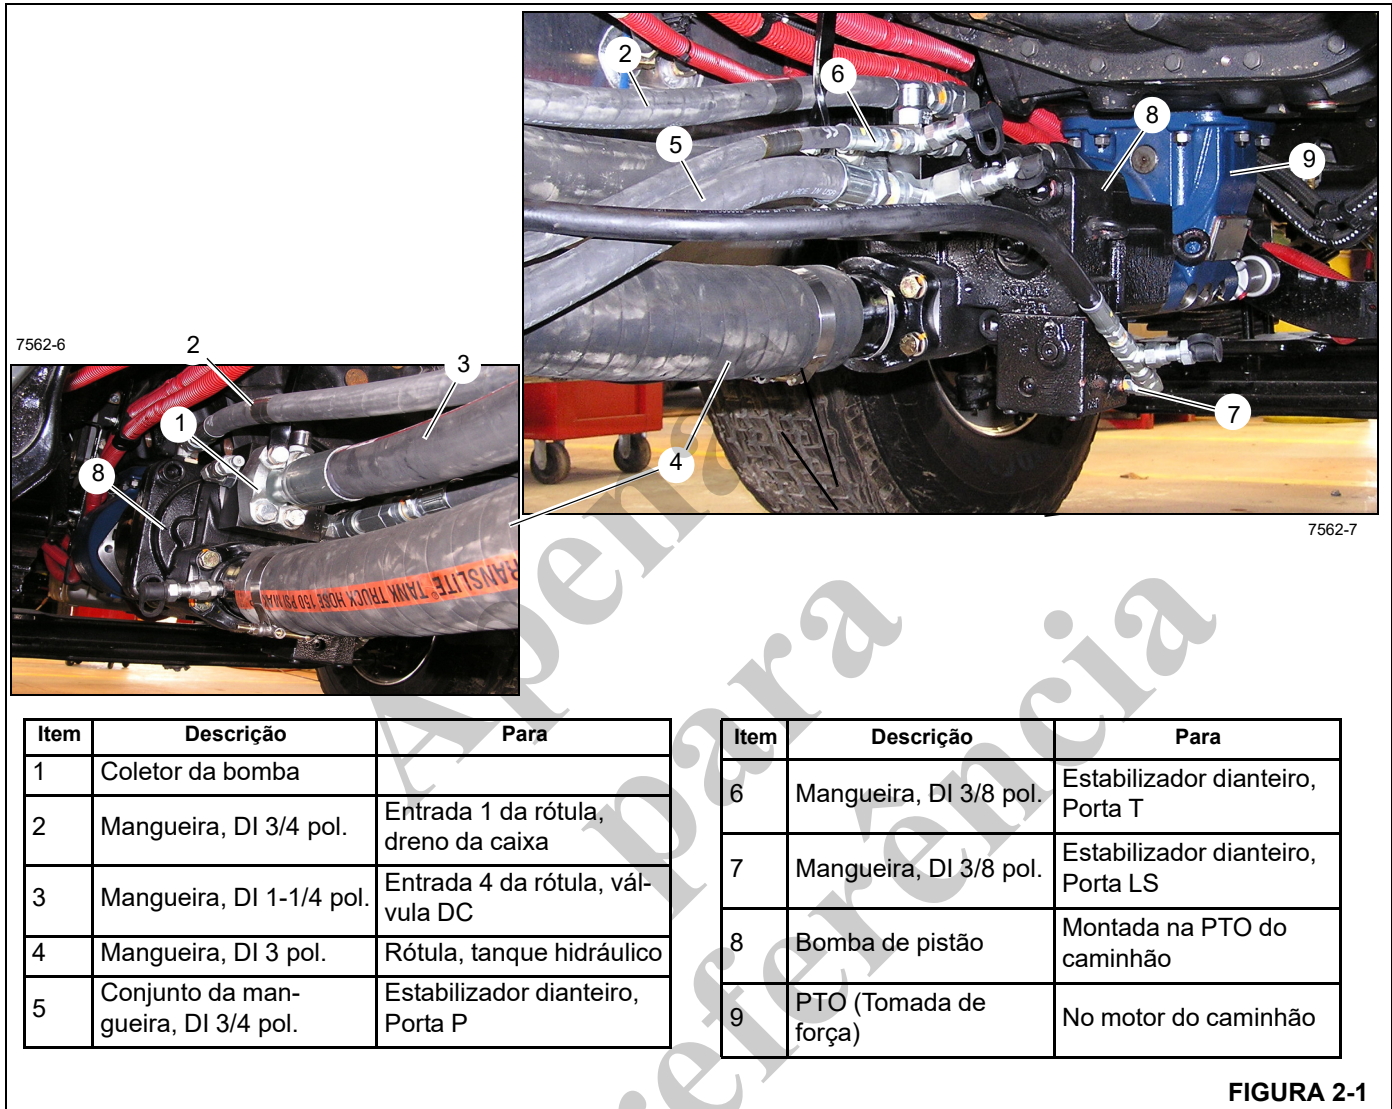 2
6
8
5
9
7562-6
2
3
1
8
4
7
7562-7
TRANSLITE® TANK TRUCK HOSE 150 PSI MAX
Item Descrição Para
1 Coletor da bomba
2 Mangueira, DI 3/4 pol. Entrada 1 da rótula,
dreno da caixa
3 Mangueira, DI 1-1/4 pol. Entrada 4 da rótula, vál-
vula DC
4 Mangueira, DI 3 pol. Rótula, tanque hidráulico
5 Conjunto da man-
gueira, DI 3/4 pol. Estabilizador dianteiro,
Porta P
Item Descrição Para
6 Mangueira, DI 3/8 pol. Estabilizador dianteiro,
Porta T
7 Mangueira, DI 3/8 pol. Estabilizador dianteiro,
Porta LS
8 Bomba de pistão Montada na PTO do
caminhão
9 PTO (Tomada de
força) No motor do caminhão
FIGURA 2-1
Apenas
para
referência